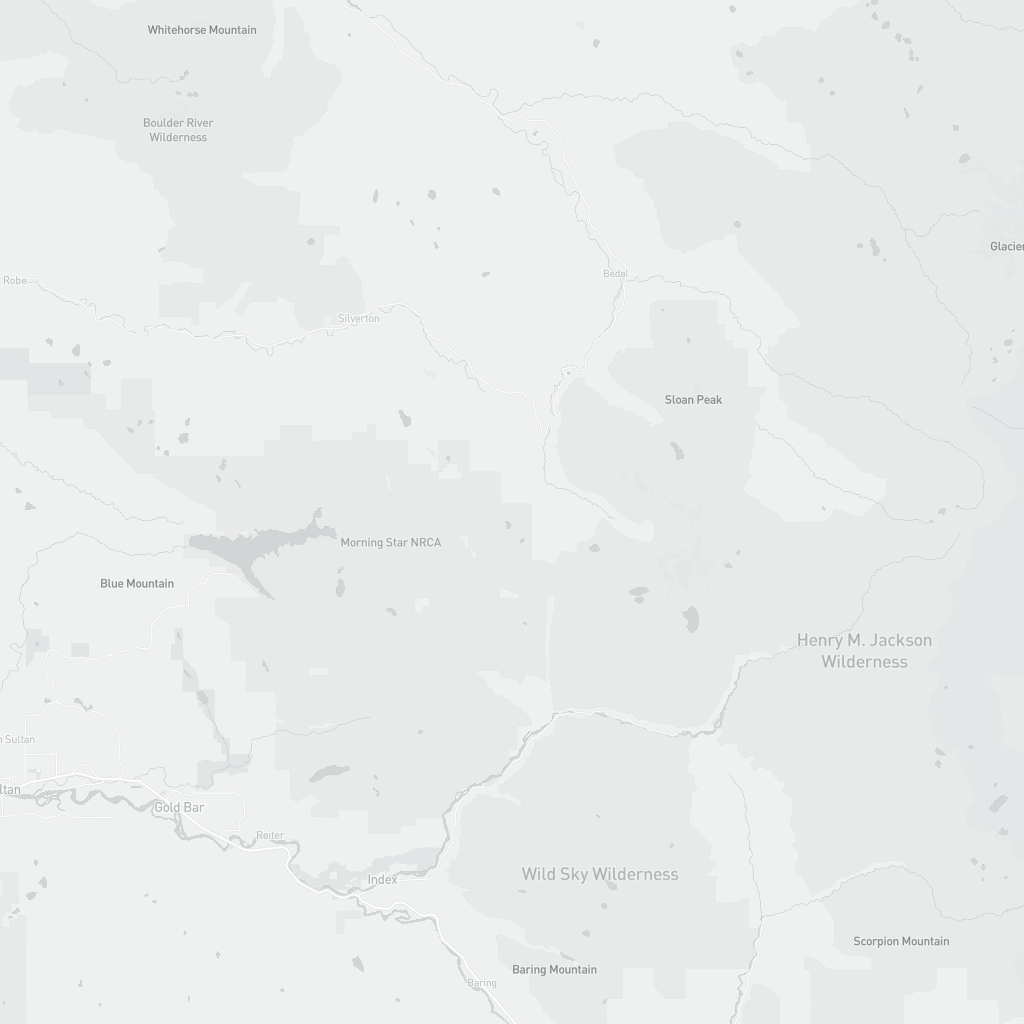 Whitehorse Mountain
Boulder River
Wilderness
Glacier
Bedal
Robe
Silverton
Sloan Peak
Morning Star NRCA
Blue Mountain
Henry M. Jackson
Wilderness
Sultan
ltan
Gold Bar
Reiter
Index
Wild Sky Wilderness
Scorpion Mountain
Baring Mountain
Baring